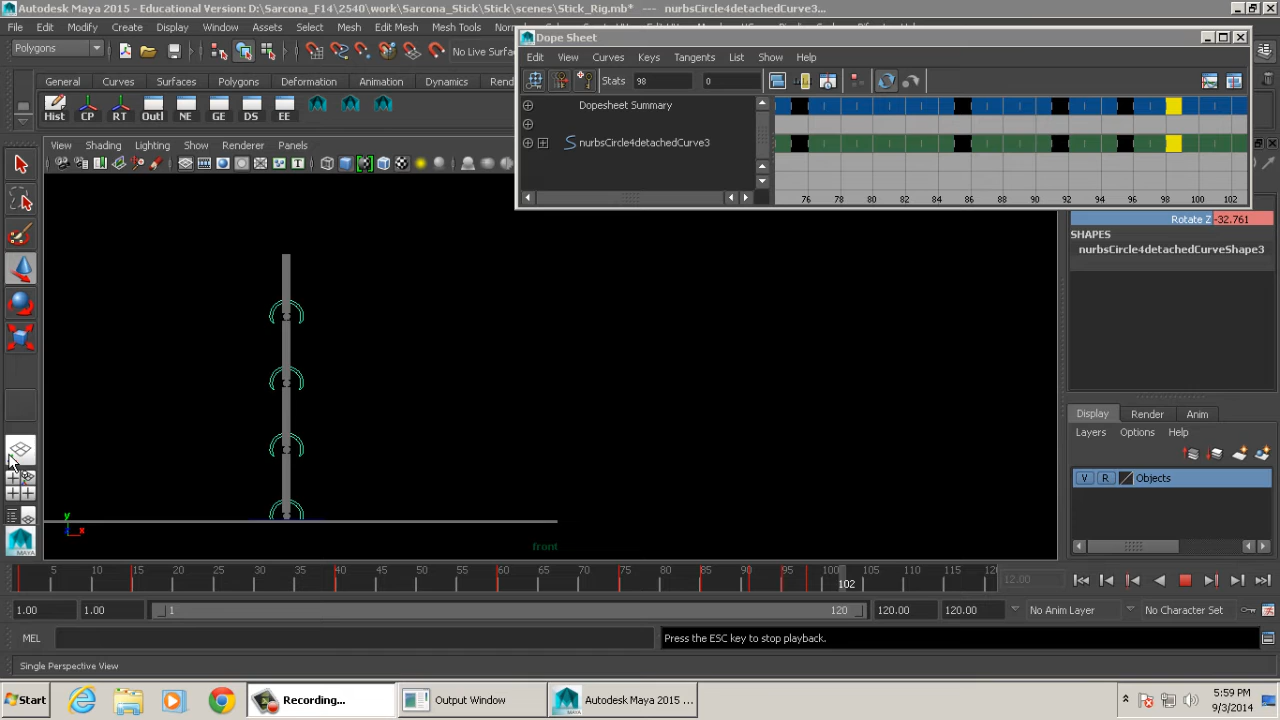 Autodesk Maya 2015 - Educational Version: D:\Sarcona_F14\2540\work\Sarcona_Stick\Stick\scenes\Stick_Rig.mb* --- nurbsCircle4detachedCurve3...
File Edit Modify Create Display Window Assets Select Mesh Edit Mesh
Dope Sheet
Polygons
No Live Surfa
Edit View Curves Keys Tangents List Show Help
General Curves Surfaces Polygons Deformation Animation Dynamics
Stats 98 0
Hist CP RT Outl NE GE DS EE
Dopesheet Summary
nurbsCircle4detachedCurve3
View Shading Lighting Show Renderer Panels
76 78 80 82 84 86 88 90 92 94 96 98 100 102
Rotate Z -32.761
SHAPES
nurbsCircle4detachedCurveShape3
Display Render Anim
Layers Options Help
V R Objects
y
x
front
5 10 15 20 25 30 35 40 45 50 55 60 65 70 75 80 85 90 95 100 105 110 115 120
102
12.00
1.00 1.00 1 120 120.00 120.00 No Anim Layer No Character Set
MEL Press the ESC key to stop playback.
Single Perspective View
Start Recording... Output Window Autodesk Maya 2015 ...
5:59 PM
9/3/2014